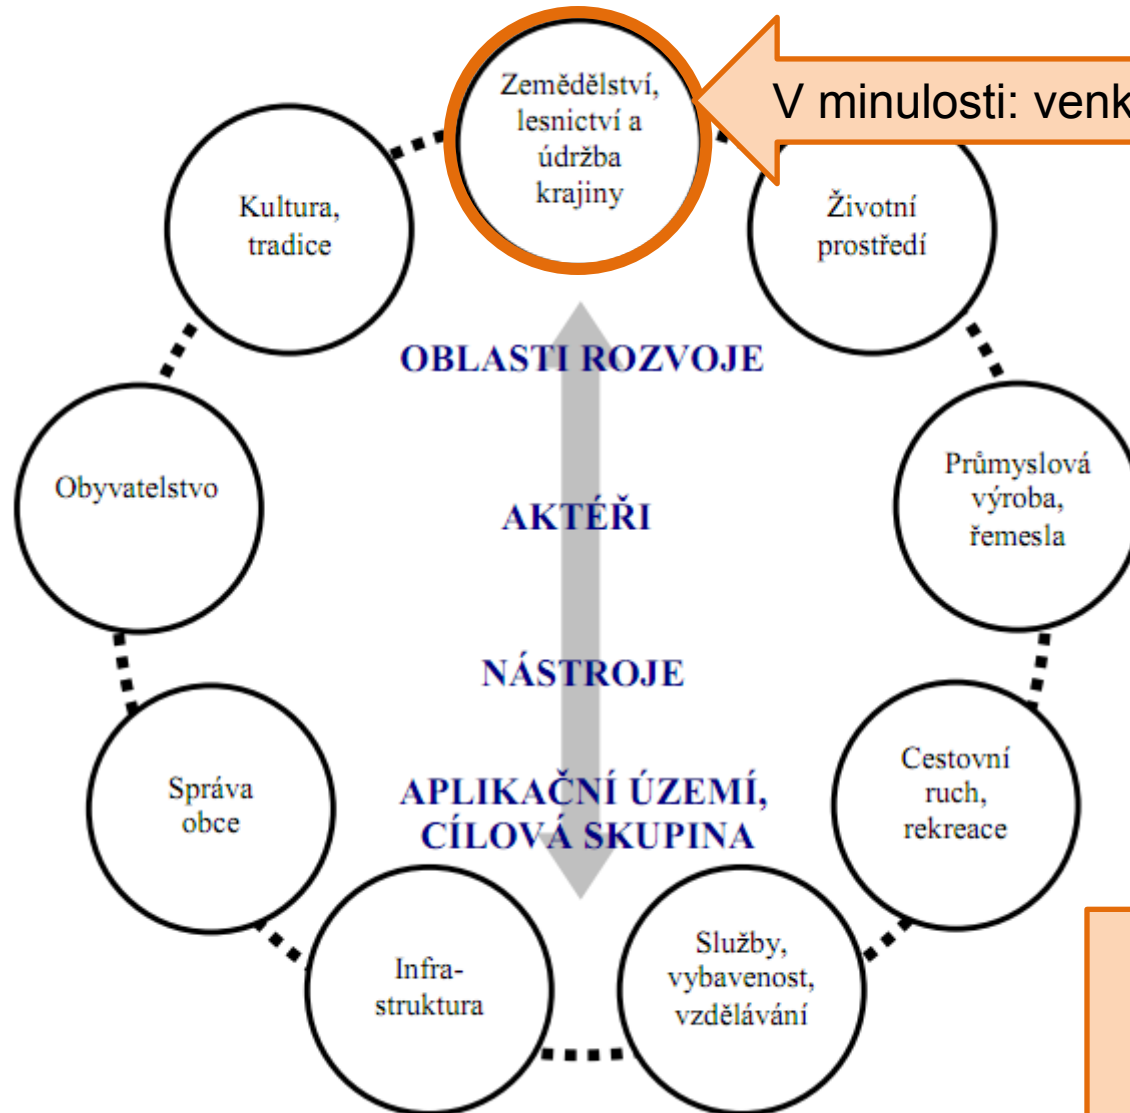 Zemědělství,
lesnictví a
údržba
krajiny
V minulosti: venk
Kultura,
tradice
Životní
prostředí
OBLASTI ROZVOJE
Obyvatelstvo
AKTÉŘI
Průmyslová
výroba,
řemesla
NÁSTROJE
Správa
obce
APLIKAČNÍ ÚZEMÍ,
CÍLOVÁ SKUPINA
Cestovní
ruch,
rekreace
Infra-
struktura
Služby,
vybavenost,
vzdělávání